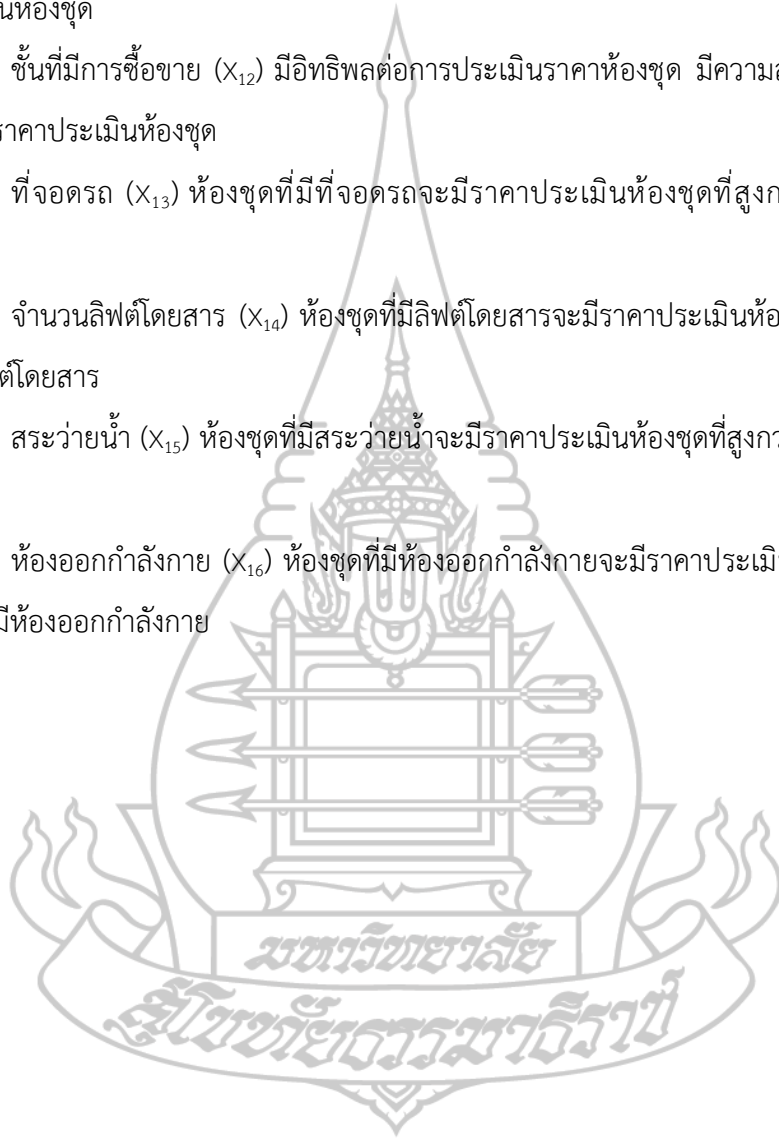 นห้องชุด
ชั้นที่มีการซื้อขาย (X₁₂) มีอิทธิพลต่อการประเมินราคาห้องชุด มีความส
ราคาประเมินห้องชุด
ที่จอดรถ (X₁₃) ห้องชุดที่มีที่จอดรถจะมีราคาประเมินห้องชุดที่สูงก
จำนวนลิฟต์โดยสาร (X₁₄) ห้องชุดที่มีลิฟต์โดยสารจะมีราคาประเมินห้อ
ต์โดยสาร
สระว่ายน้ำ (X₁₅) ห้องชุดที่มีสระว่ายน้ำจะมีราคาประเมินห้องชุดที่สูงกว
ห้องออกกำลังกาย (X₁₆) ห้องชุดที่มีห้องออกกำลังกายจะมีราคาประเมิ
มีห้องออกกำลังกาย
มหาวิทยาลัย
สุโขทัยธรรมาธิราช